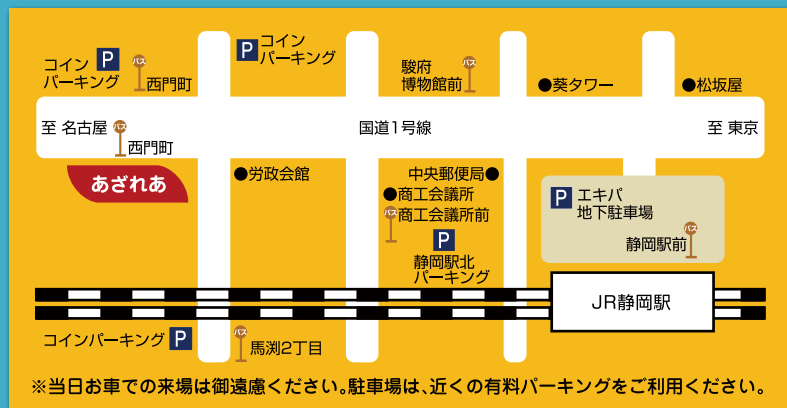 コイン
パーキング
P
バス
西門町
P
コイン
パーキング
駿府
博物館前
バス
●葵タワー
●松坂屋
至 名古屋
バス
西門町
国道1号線
至 東京
あざれあ
●労政会館
中央郵便局●
●商工会議所
バス
商工会議所前
P
静岡駅北
パーキング
P
エキパ
地下駐車場
バス
静岡駅前
JR静岡駅
コインパーキング P
バス
馬渕2丁目
※当日お車での来場は御遠慮ください。駐車場は、近くの有料パーキングをご利用ください。